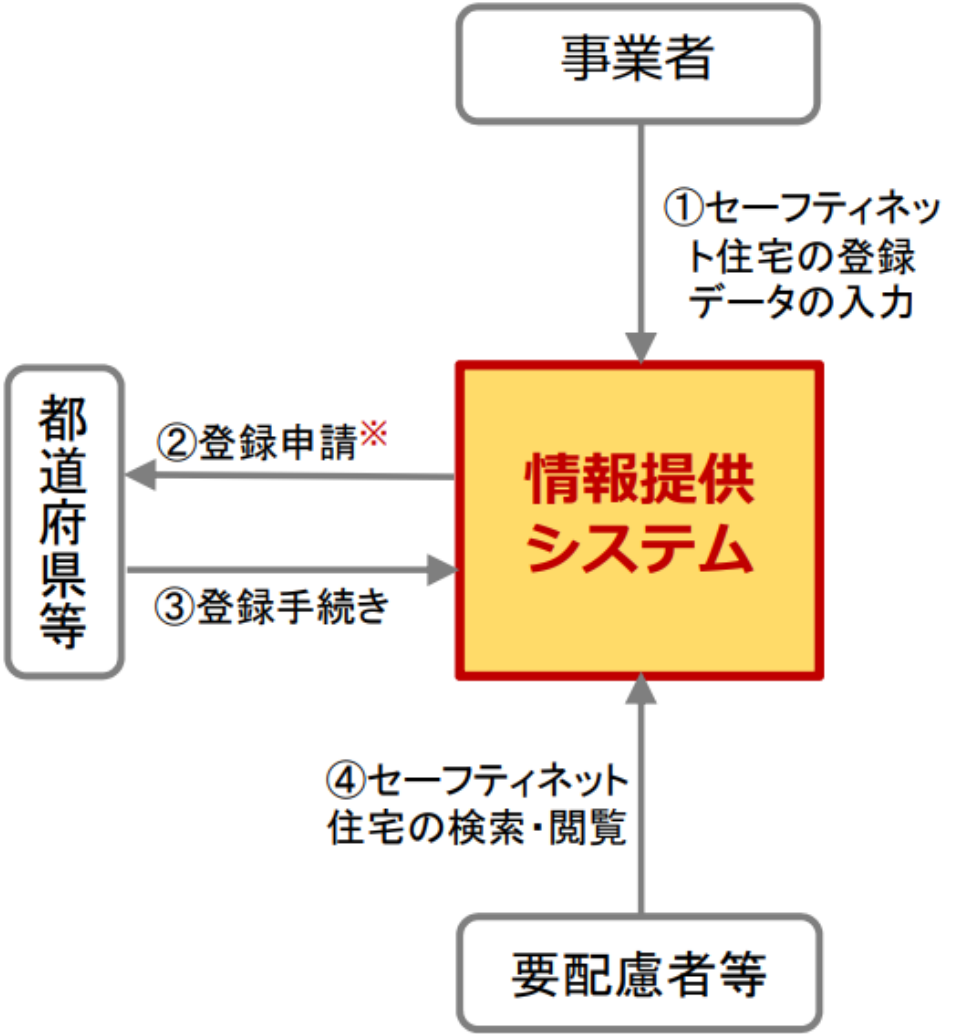 事業者
①セーフティネッ
ト住宅の登録
データの入力
都道府県等
②登録申請※
情報提供
システム
③登録手続き
④セーフティネット
住宅の検索・閲覧
要配慮者等